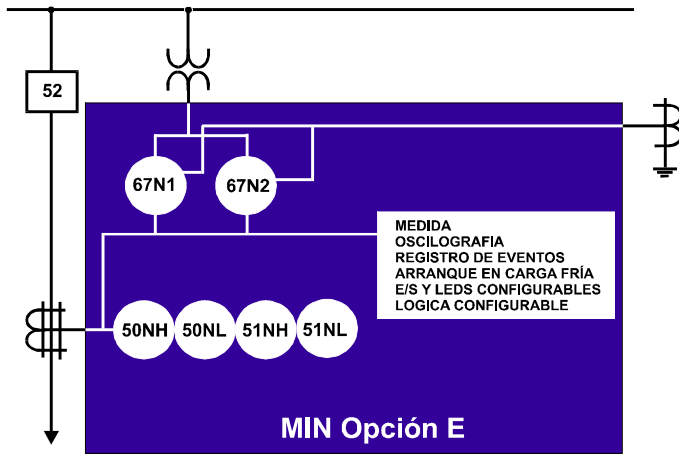 52
67N1
67N2
MEDIDA
OSCILOGRAFIA
REGISTRO DE EVENTOS
ARRANQUE EN CARGA FRÍA
E/S Y LEDS CONFIGURABLES
LOGICA CONFIGURABLE
50NH
50NL
51NH
51NL
MIN Opción E